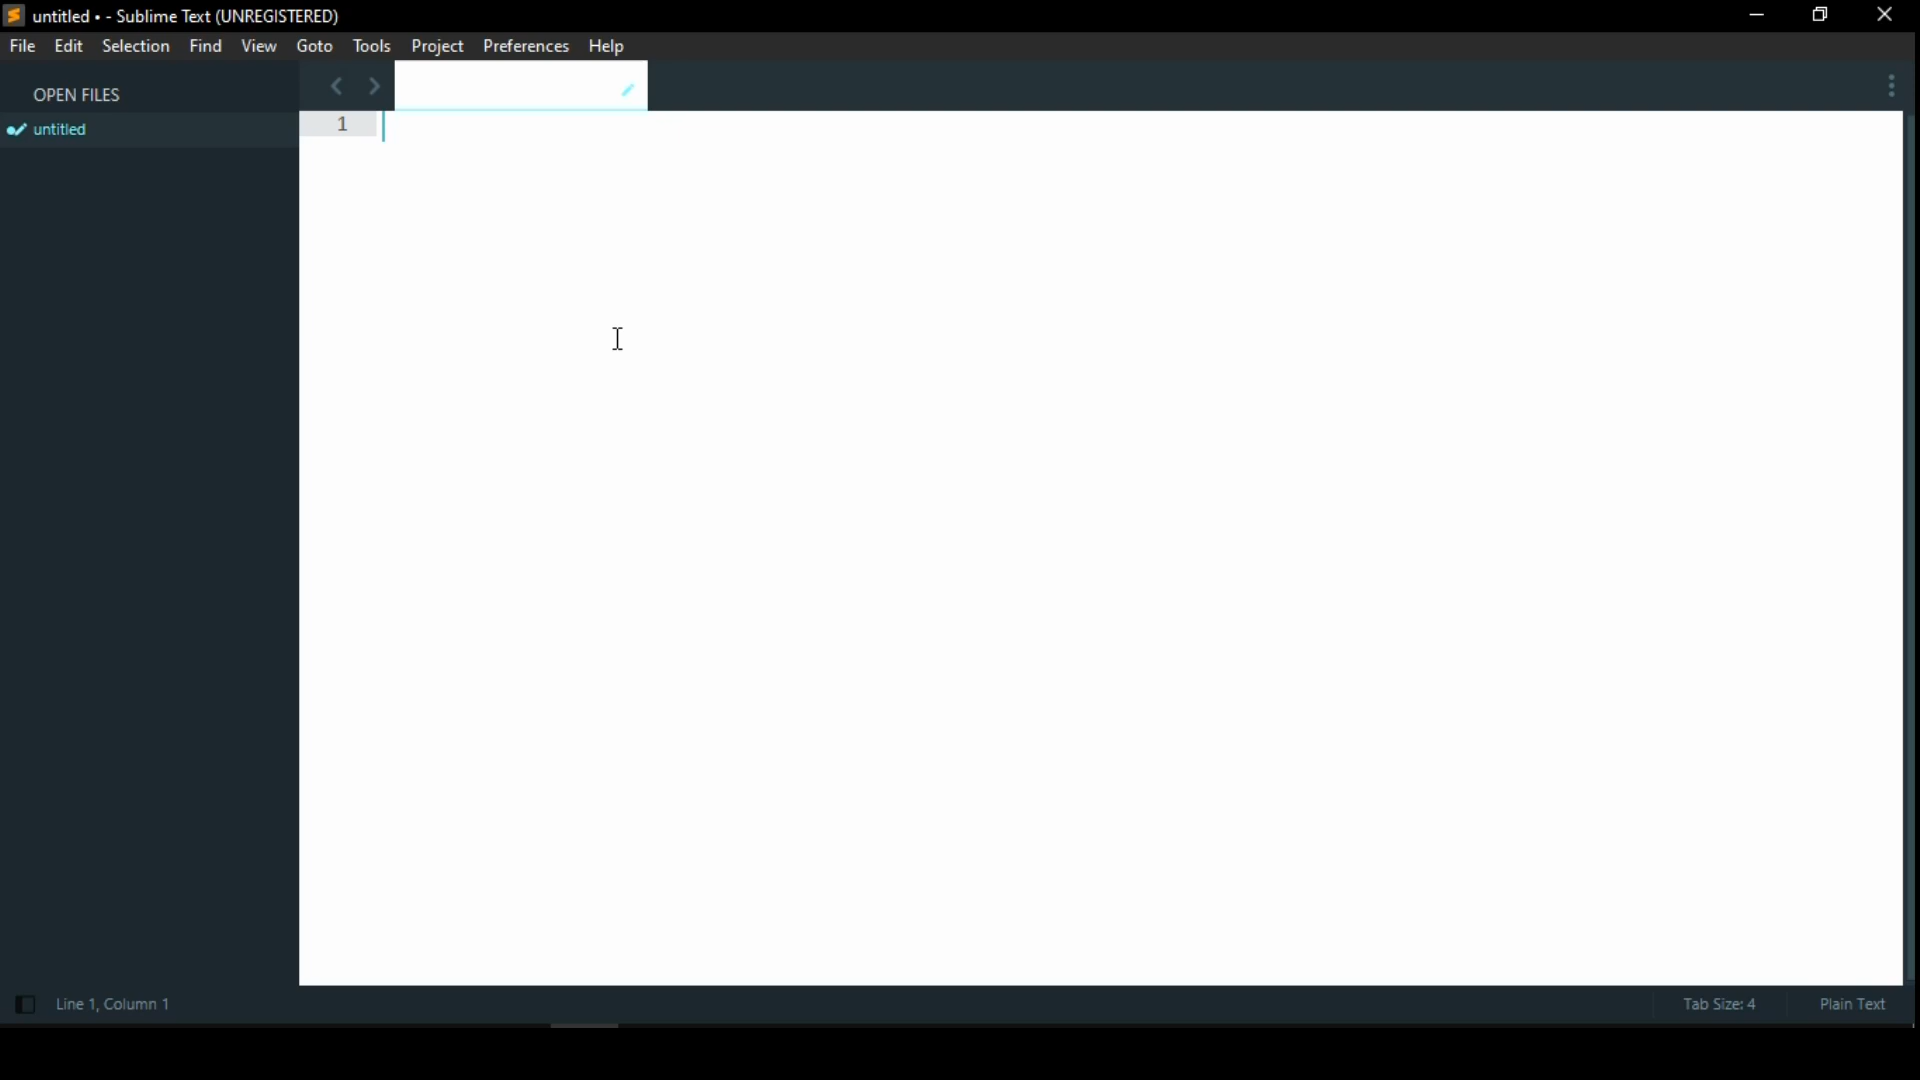 untitled • - Sublime Text (UNREGISTERED)
File Edit Selection Find View Goto Tools Project Preferences Help
OPEN FILES
untitled
1
Line 1, Column 1
Tab Size: 4
Plain Text